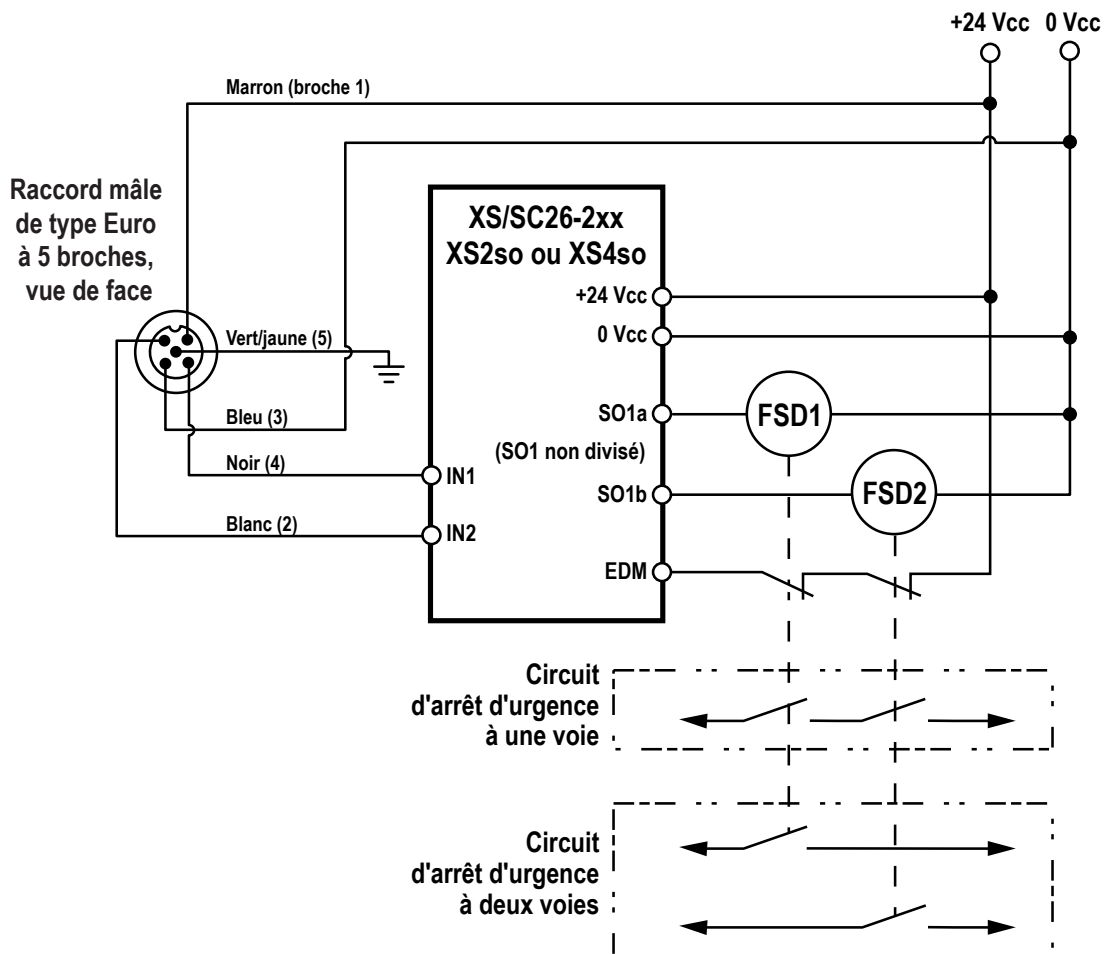 +24 Vcc 0 Vcc
Marron (broche 1)
Raccord mâle
de type Euro
à 5 broches,
vue de face
XS/SC26-2xx
XS2so ou XS4so
+24 Vcc
0 Vcc
Vert/jaune (5)
SO1a
FSD1
Bleu (3)
(SO1 non divisé)
Noir (4)
IN1
SO1b
FSD2
Blanc (2)
IN2
EDM
Circuit
d'arrêt d'urgence
à une voie
Circuit
d'arrêt d'urgence
à deux voies